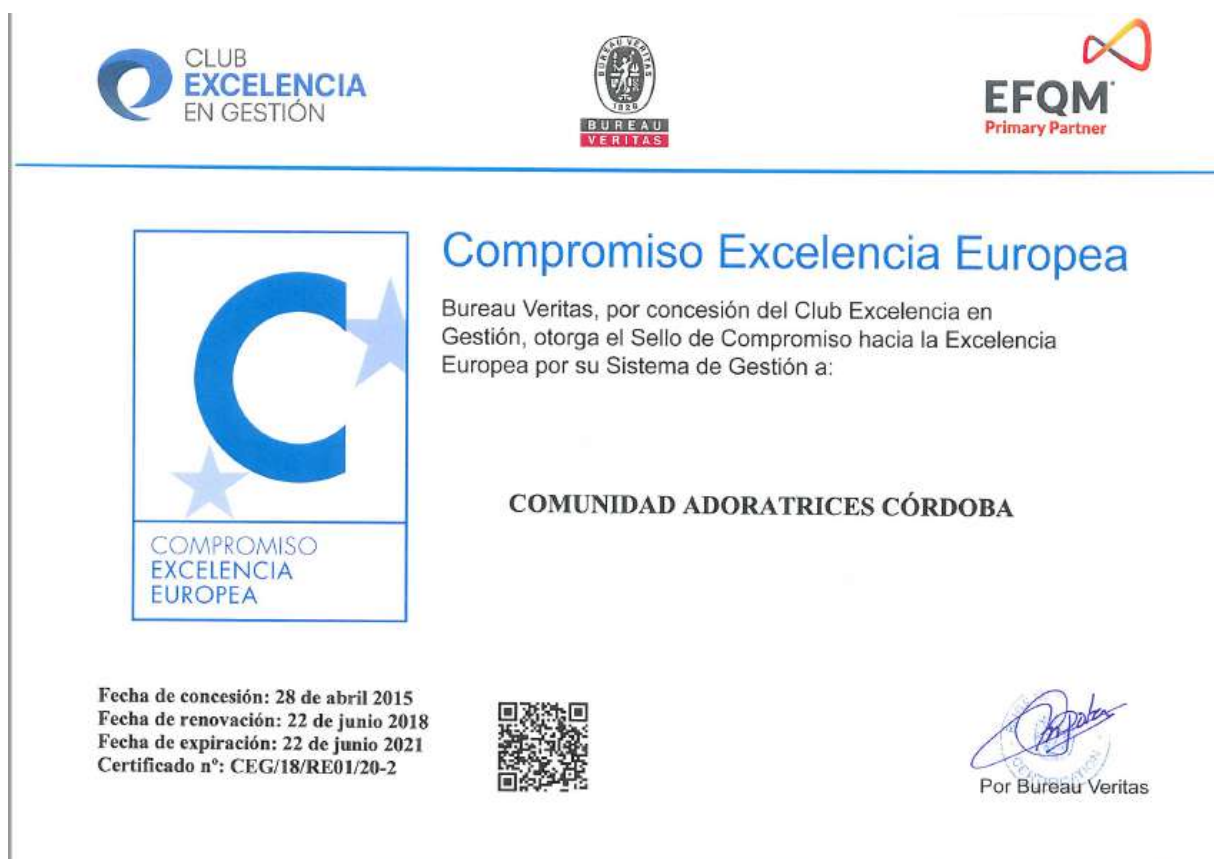 CLUB
EXCELENCIA
EN GESTIÓN
BUREAU VERITAS
1828
BUREAU
VERITAS
EFQM
Primary Partner
Compromiso Excelencia Europea
Bureau Veritas, por concesión del Club Excelencia en
Gestión, otorga el Sello de Compromiso hacia la Excelencia
Europea por su Sistema de Gestión a:
COMUNIDAD ADORATRICES CÓRDOBA
COMPROMISO
EXCELENCIA
EUROPEA
Fecha de concesión: 28 de abril 2015
Fecha de renovación: 22 de junio 2018
Fecha de expiración: 22 de junio 2021
Certificado nº: CEG/18/RE01/20-2
CERTIFICATION
Por Bureau Veritas